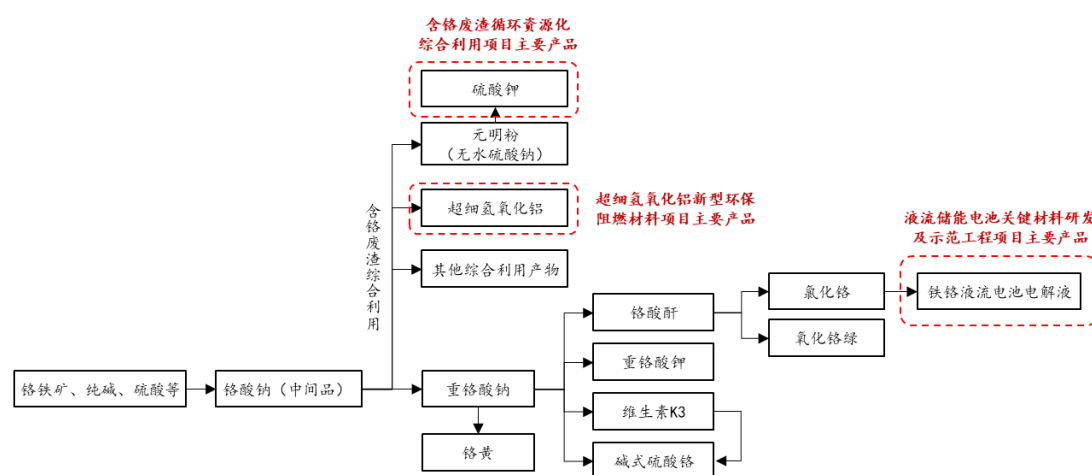 含铬废渣循环資源化
综合利用项目主要产品
硫酸钾
元明粉
（无水硫酸钠）
含铬废渣综合利用
超细氢氧化铝
超细氢氧化铝新型环保
阻燃材料项目主要产品
其他综合利用产物
液流储能电池关键材料研发
及示范工程项目主要产品
氯化铬
铁铬液流电池电解液
铬酸酐
氧化铬绿
重铬酸钾
铬铁矿、纯碱、硫酸等
铬酸钠（中间品）
重铬酸钠
维生素K3
铬黄
碱式硫酸铬